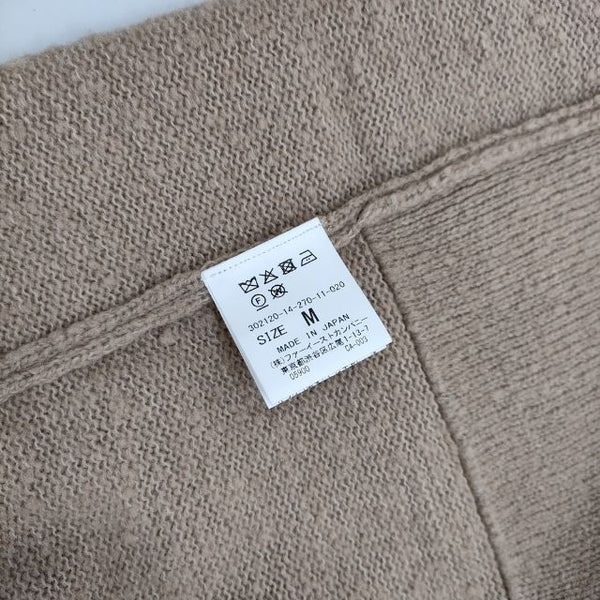 F W
302120-14-270-11-020
SIZE M
MADE IN JAPAN
(株)ファーイーストカンパニー
東京都渋谷区広尾1-13-7
05900 CA-003